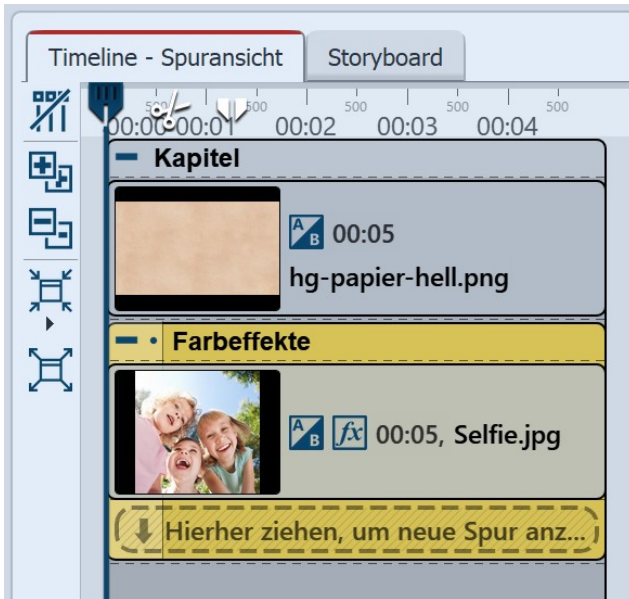 Timeline - Spuransicht Storyboard
500 500 500 500 500
00:00 00:01 00:02 00:03 00:04
Kapitel
A B 00:05
hg-papier-hell.png
Farbeffekte
A B fx 00:05, Selfie.jpg
Hierher ziehen, um neue Spur anz...